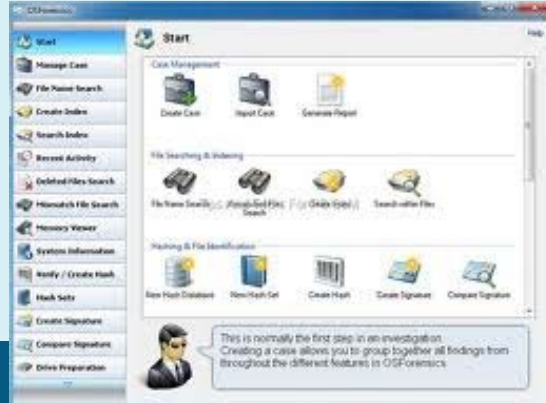 OSForensics
Help
Start
Manage Case
File Name Search
Create Index
Search Index
Recent Activity
Deleted Files Search
Mismatch File Search
Memory Viewer
System Information
Verify / Create Hash
Hash Sets
Create Signature
Compare Signature
Drive Preparation
Start
Case Management
Create Case
Import Case
Generate Report
File Searching & Indexing
File Name Search
Search
Create Index
Search within Files
Hashing & File Identification
New Hash Database
New Hash Set
Create Hash
Create Signature
Compare Signature
This is normally the first step in an investigation.
Creating a case allows you to group together all findings from
throughout the different features in OSForensics